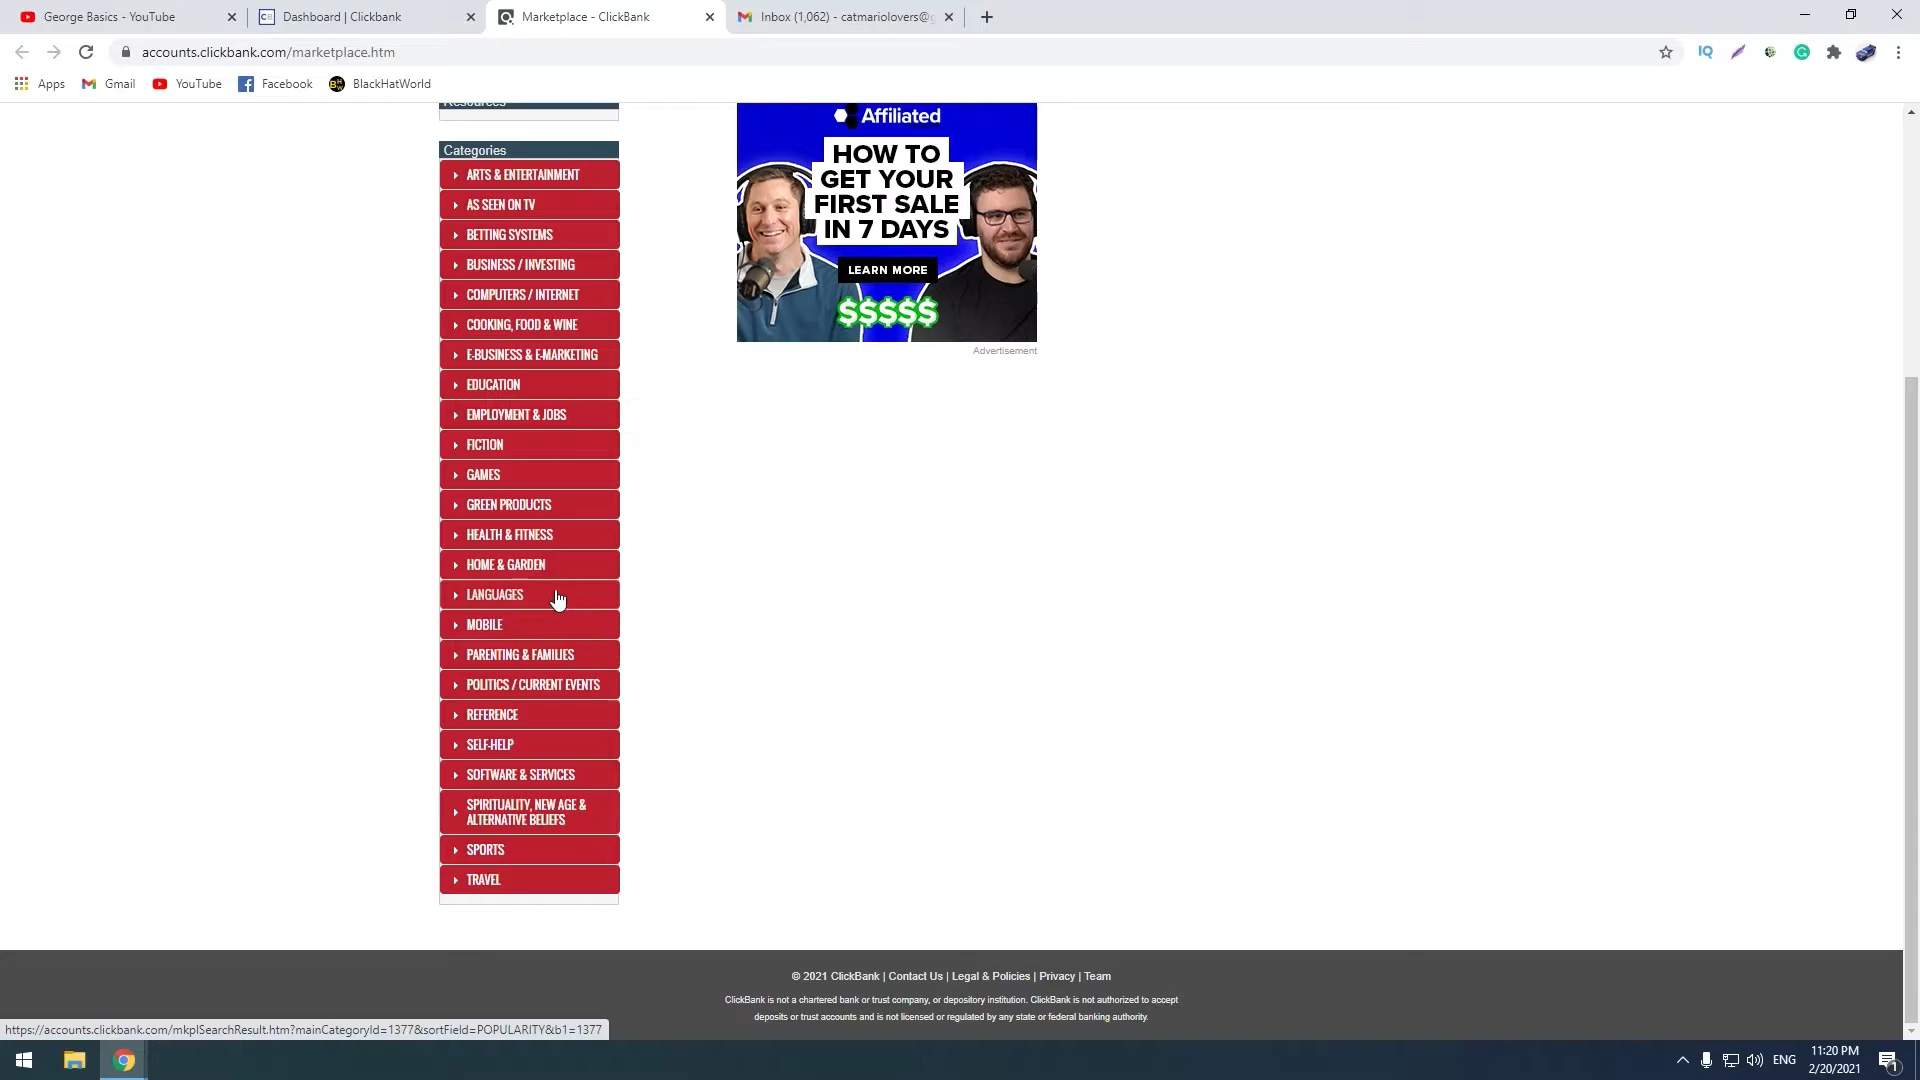 George Basics - YouTube
CB
Dashboard | Clickbank
Marketplace - ClickBank
Inbox (1,062) - catmariolovers@g
accounts.clickbank.com/marketplace.htm
IQ
Apps
Gmail
YouTube
Facebook
BlackHatWorld
Resources
Categories
ARTS & ENTERTAINMENT
AS SEEN ON TV
BETTING SYSTEMS
BUSINESS / INVESTING
COMPUTERS / INTERNET
COOKING, FOOD & WINE
E-BUSINESS & E-MARKETING
EDUCATION
EMPLOYMENT & JOBS
FICTION
GAMES
GREEN PRODUCTS
HEALTH & FITNESS
HOME & GARDEN
LANGUAGES
MOBILE
PARENTING & FAMILIES
POLITICS / CURRENT EVENTS
REFERENCE
SELF-HELP
SOFTWARE & SERVICES
SPIRITUALITY, NEW AGE &
ALTERNATIVE BELIEFS
SPORTS
TRAVEL
Affiliated
HOW TO
GET YOUR
FIRST SALE
IN 7 DAYS
LEARN MORE
$$$$$
Advertisement
© 2021 ClickBank | Contact Us | Legal & Policies | Privacy | Team
ClickBank is not a chartered bank or trust company, or depository institution. ClickBank is not authorized to accept
deposits or trust accounts and is not licensed or regulated by any state or federal banking authority.
https://accounts.clickbank.com/mkplSearchResult.htm?mainCategoryId=1377&sortField=POPULARITY&b1=1377
ENG
11:20 PM
2/20/2021
1